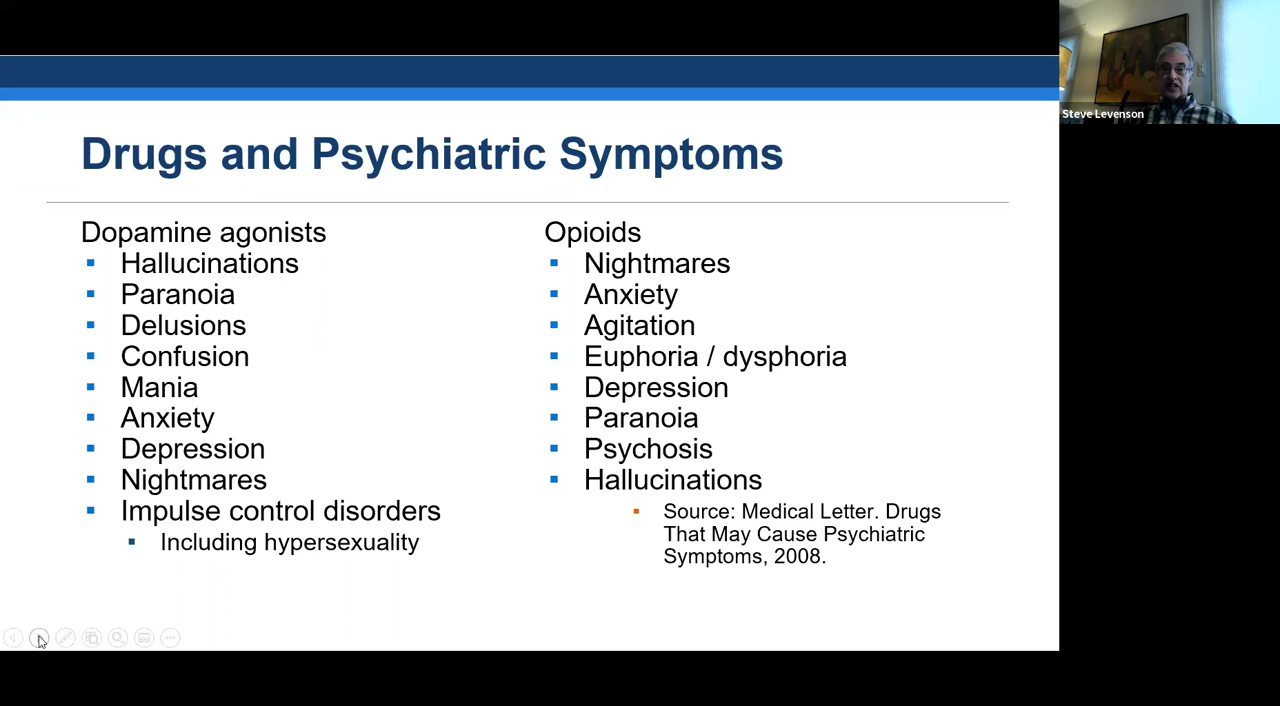 Steve Levenson
Drugs and Psychiatric Symptoms
Dopamine agonists
Hallucinations
Paranoia
Delusions
Confusion
Mania
Anxiety
Depression
Nightmares
Impulse control disorders
Including hypersexuality
Opioids
Nightmares
Anxiety
Agitation
Euphoria / dysphoria
Depression
Paranoia
Psychosis
Hallucinations
Source: Medical Letter. Drugs
That May Cause Psychiatric
Symptoms, 2008.